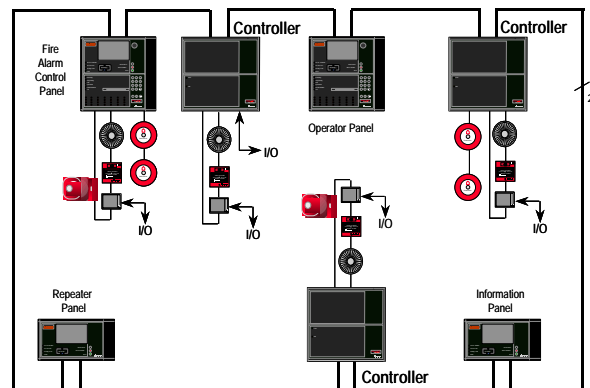 Controller
Controller
Fire
Alarm
Control
Panel
Operator Panel
I/O
I/O
I/O
I/O
I/O
Repeater
Panel
Information
Panel
Controller